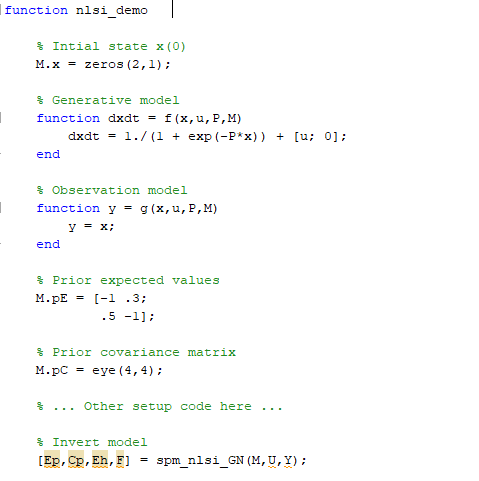 function nlsi_demo
% Intial state x(0)
M.x = zeros(2,1);
% Generative model
function dxdt = f(x,u,P,M)
dxdt = 1./(1 + exp(-P*x)) + [u; 0];
end
% Observation model
function y = g(x,u,P,M)
y = x;
end
% Prior expected values
M.pE = [-1 .3;
.5 -1];
% Prior covariance matrix
M.pC = eye(4,4);
% ... Other setup code here ...
% Invert model
[Ep,Cp,Eh,F] = spm_nlsi_GN(M,U,Y);